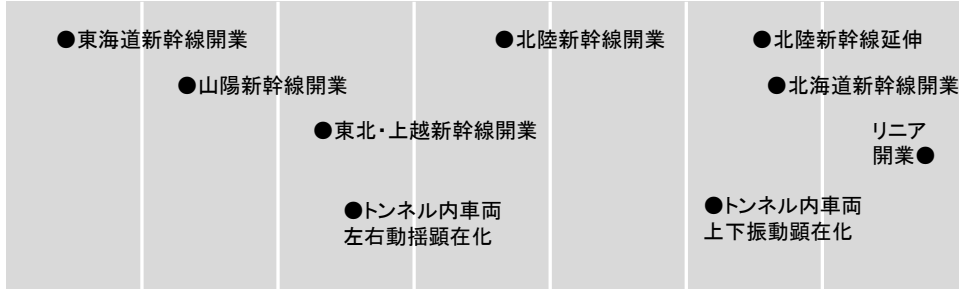 ●東海道新幹線開業
●北陸新幹線開業
●北陸新幹線延伸
●山陽新幹線開業
●北海道新幹線開業
●東北・上越新幹線開業
リニア
開業●
●トンネル内車両
左右動揺顕在化
●トンネル内車両
上下振動顕在化